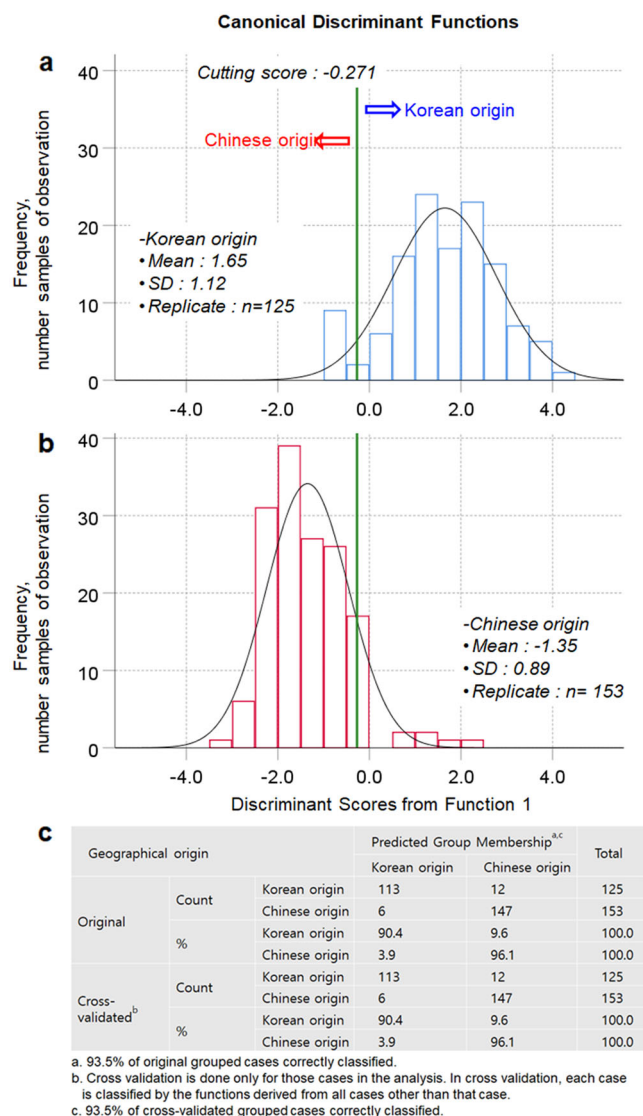 Canonical Discriminant Functions
a
Cutting score : -0.271
Korean origin
Chinese origin
-Korean origin
•Mean : 1.65
•SD : 1.12
•Replicate : n=125
Frequency,
number samples of observation
40
30
20
10
0
-4.0 -2.0 0.0 2.0 4.0
b
-Chinese origin
•Mean : -1.35
•SD : 0.89
•Replicate : n= 153
Frequency,
number samples of observation
40
30
20
10
0
-4.0 -2.0 0.0 2.0 4.0
Discriminant Scores from Function 1
c
Geographical origin Predicted Group Membership a,c Total
Korean origin Chinese origin
Original Count Korean origin 113 12 125
Chinese origin 6 147 153
% Korean origin 90.4 9.6 100.0
Chinese origin 3.9 96.1 100.0
Cross-validated b Count Korean origin 113 12 125
Chinese origin 6 147 153
% Korean origin 90.4 9.6 100.0
Chinese origin 3.9 96.1 100.0
a. 93.5% of original grouped cases correctly classified.
b. Cross validation is done only for those cases in the analysis. In cross validation, each case
is classified by the functions derived from all cases other than that case.
c. 93.5% of cross-validated grouped cases correctly classified.